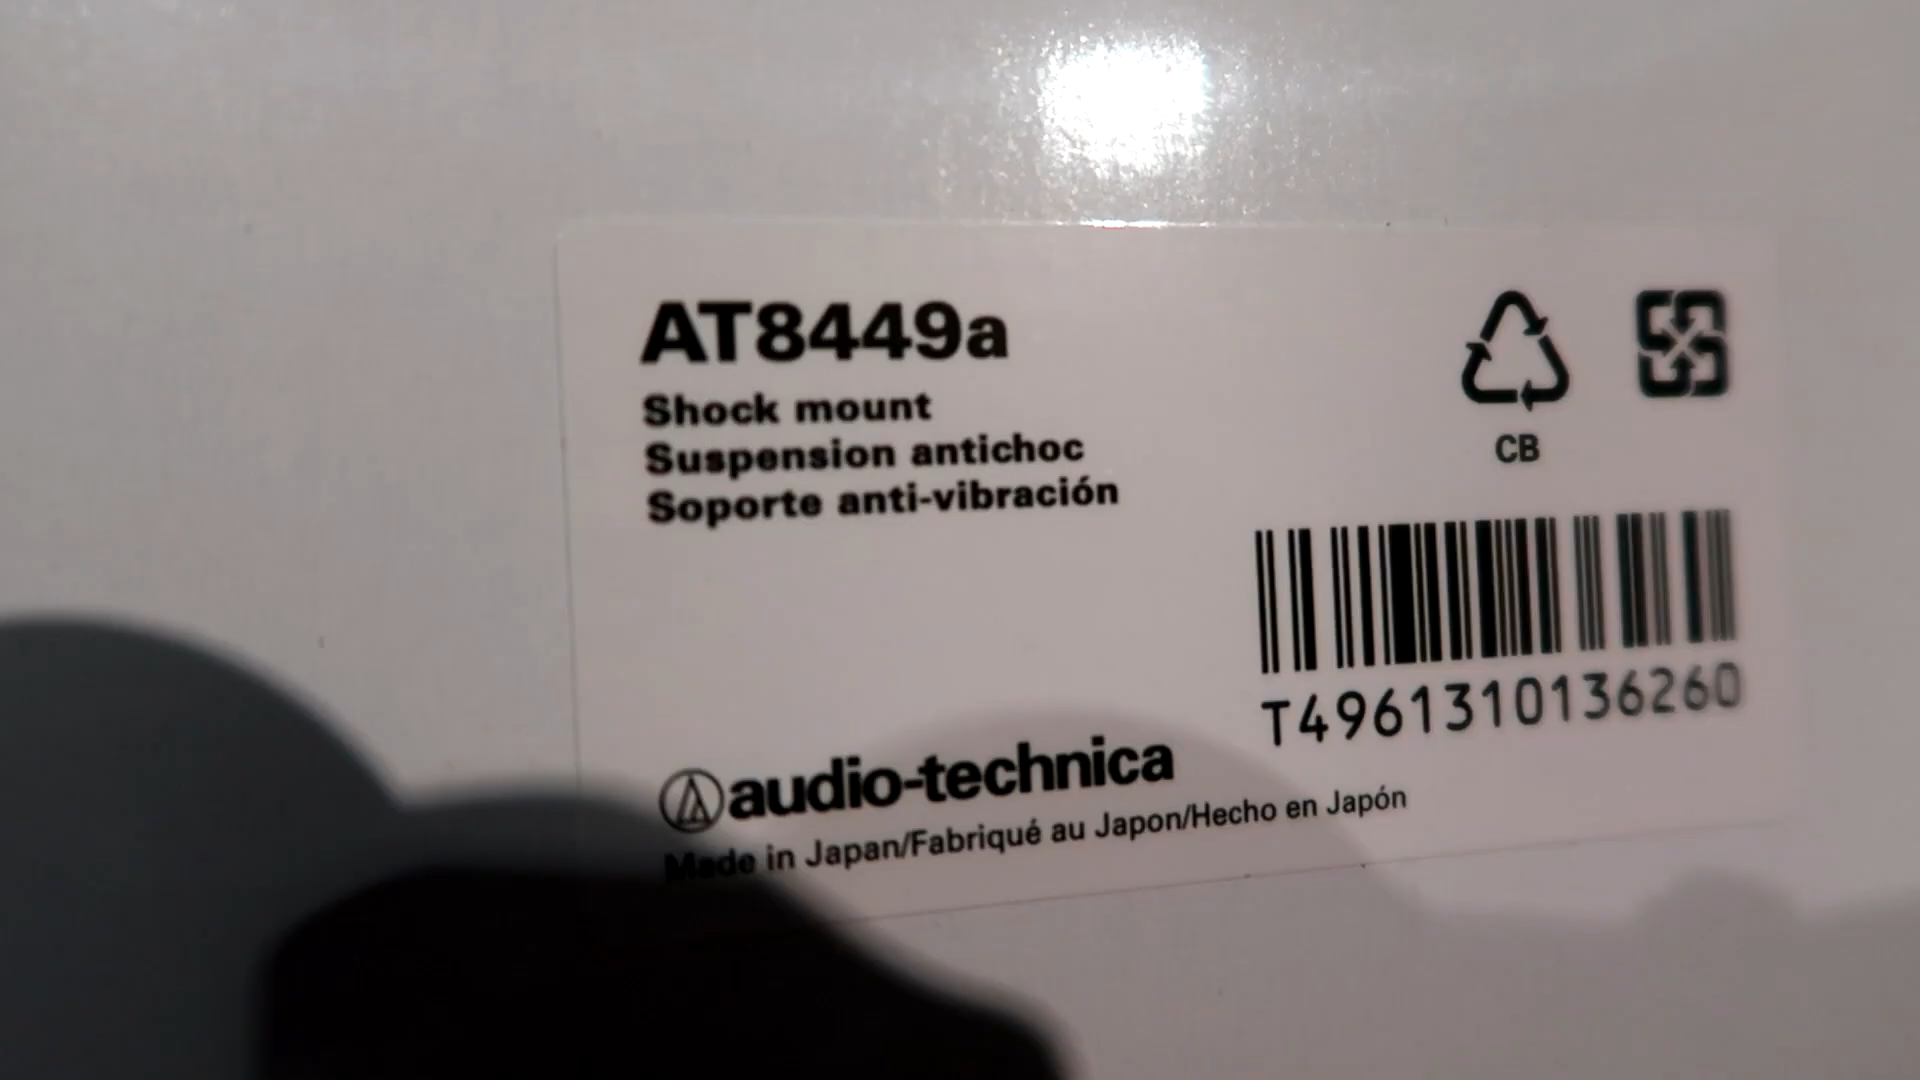 AT8449a
Shock mount
Suspension antichoc
Soporte anti-vibración
CB
T4961310136260
audio-technica
Made in Japan/Fabriqué au Japon/Hecho en Japón